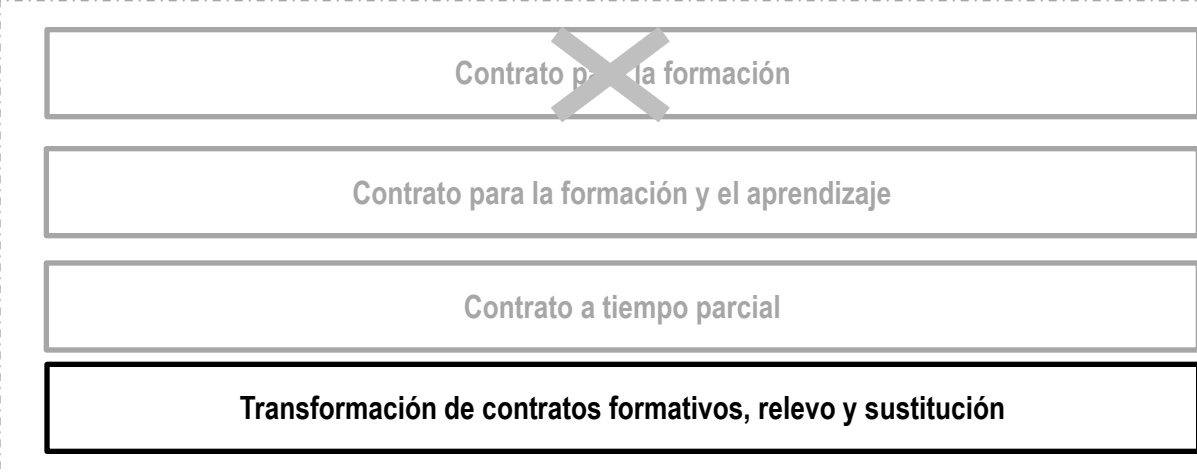 Contrato la formación
Contrato para la formación y el aprendizaje
Contrato a tiempo parcial
Transformación de contratos formativos, relevo y sustitución